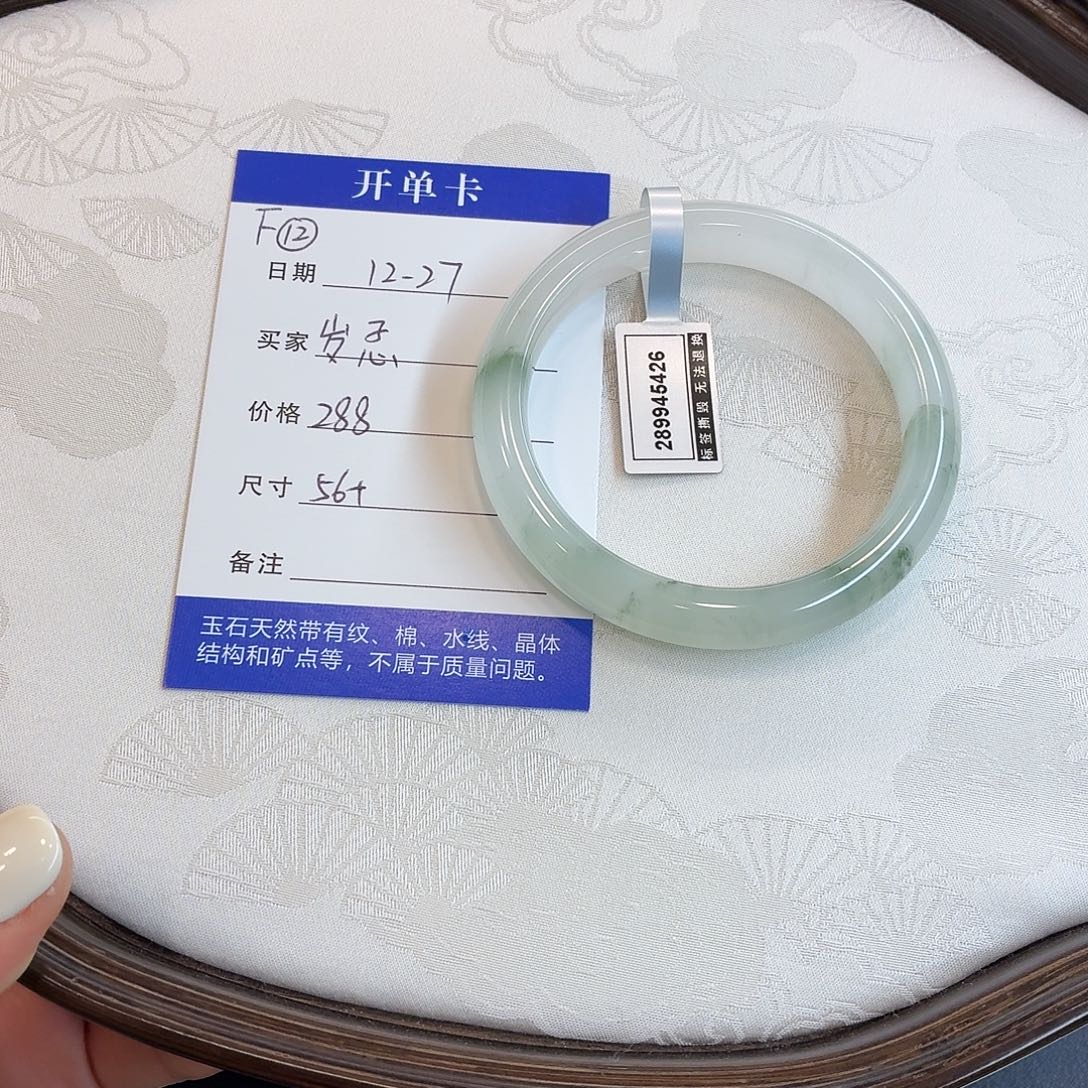 开单卡
F⑫
日期 12-27
买家
价格 288
尺寸 56+
备注
玉石天然带有纹、棉、水线、晶体
结构和矿点等，不属于质量问题。
289945426
标签撕毁 无法退换